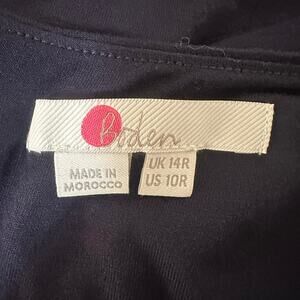 Boden
MADE IN
MOROCCO
UK 14R
US 10R